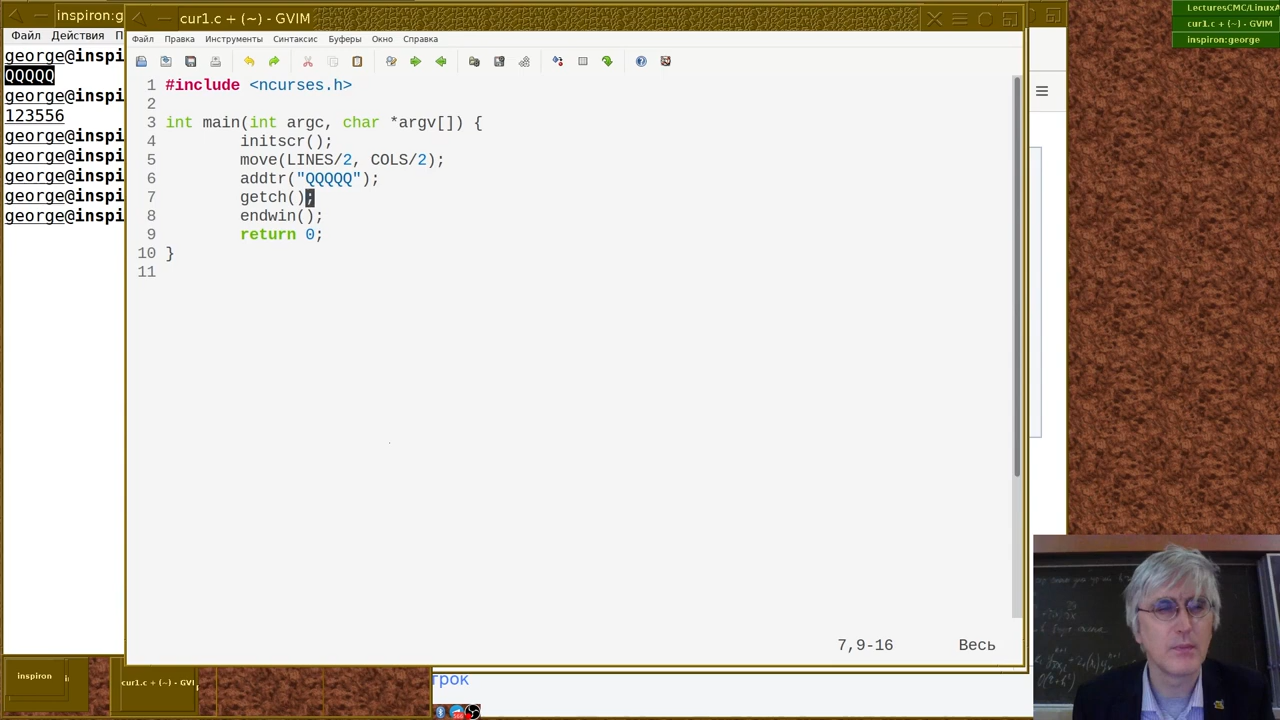 inspiron:g
Файл Действия П
george@inspi
QQQQQ
george@inspi
123556
george@inspi
george@inspi
george@inspi
george@inspi
george@inspi
cur1.c + (~) - GVIM
Файл Правка Инструменты Синтаксис Буферы Окно Справка
1 #include <ncurses.h>
2
3 int main(int argc, char *argv[]) {
4 initscr();
5 move(LINES/2, COLS/2);
6 addtr("QQQQQ");
7 getch();
8 endwin();
9 return 0;
10 }
11
7,9-16 Весь
LecturesCMC/LinuxA
cur1.c + (~) - GVIM
inspiron:george
inspiron
cur1.c + (~) - GVI
трок